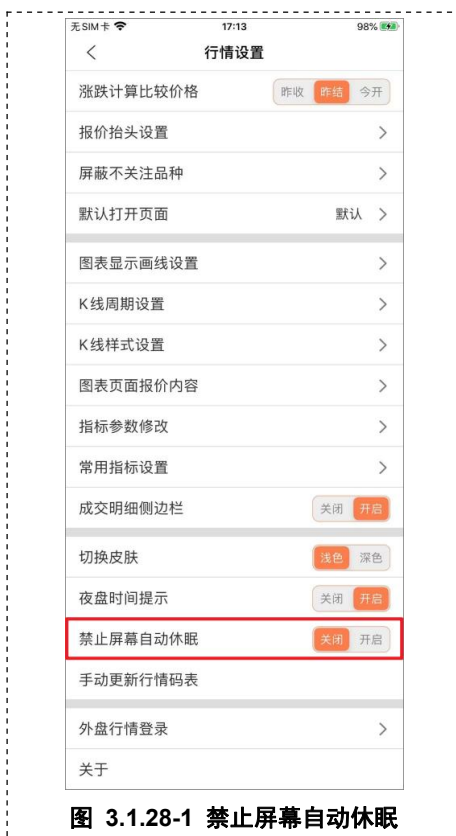 无SIM卡 17:13 98%
行情设置
涨跌计算比较价格 昨收 昨结 今开
报价抬头设置
屏蔽不关注品种
默认打开页面 默认
图表显示画线设置
K线周期设置
K线样式设置
图表页面报价内容
指标参数修改
常用指标设置
成交明细侧边栏 关闭 开启
切换皮肤 浅色 深色
夜盘时间提示 关闭 开启
禁止屏幕自动休眠 关闭 开启
手动更新行情码表
外盘行情登录
关于
图 3.1.28-1 禁止屏幕自动休眠